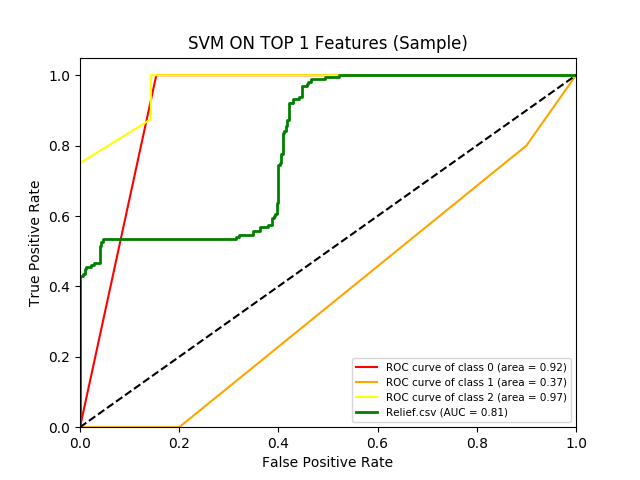 SVM ON TOP 1 Features (Sample)
1.0
0.8
0.6
0.4
0.2
0.0
True Positive Rate
0.0 0.2 0.4 0.6 0.8 1.0
False Positive Rate
ROC curve of class 0 (area = 0.92)
ROC curve of class 1 (area = 0.37)
ROC curve of class 2 (area = 0.97)
Relief.csv (AUC = 0.81)